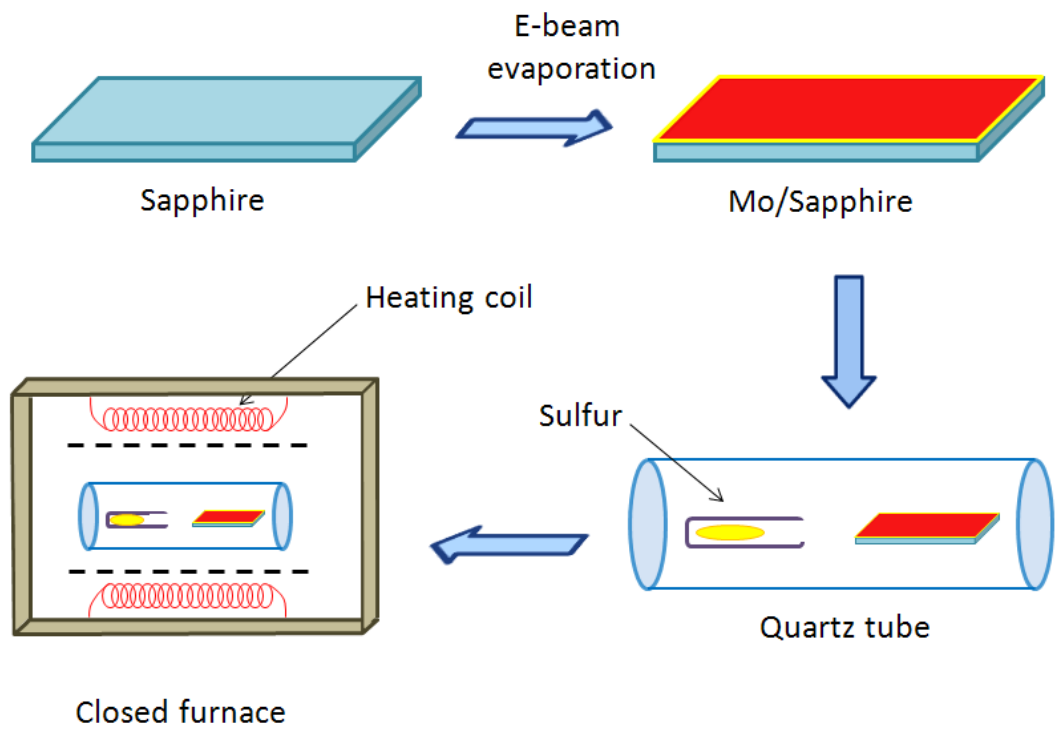 E-beam
evaporation
Sapphire
Mo/Sapphire
Heating coil
Sulfur
Quartz tube
Closed furnace